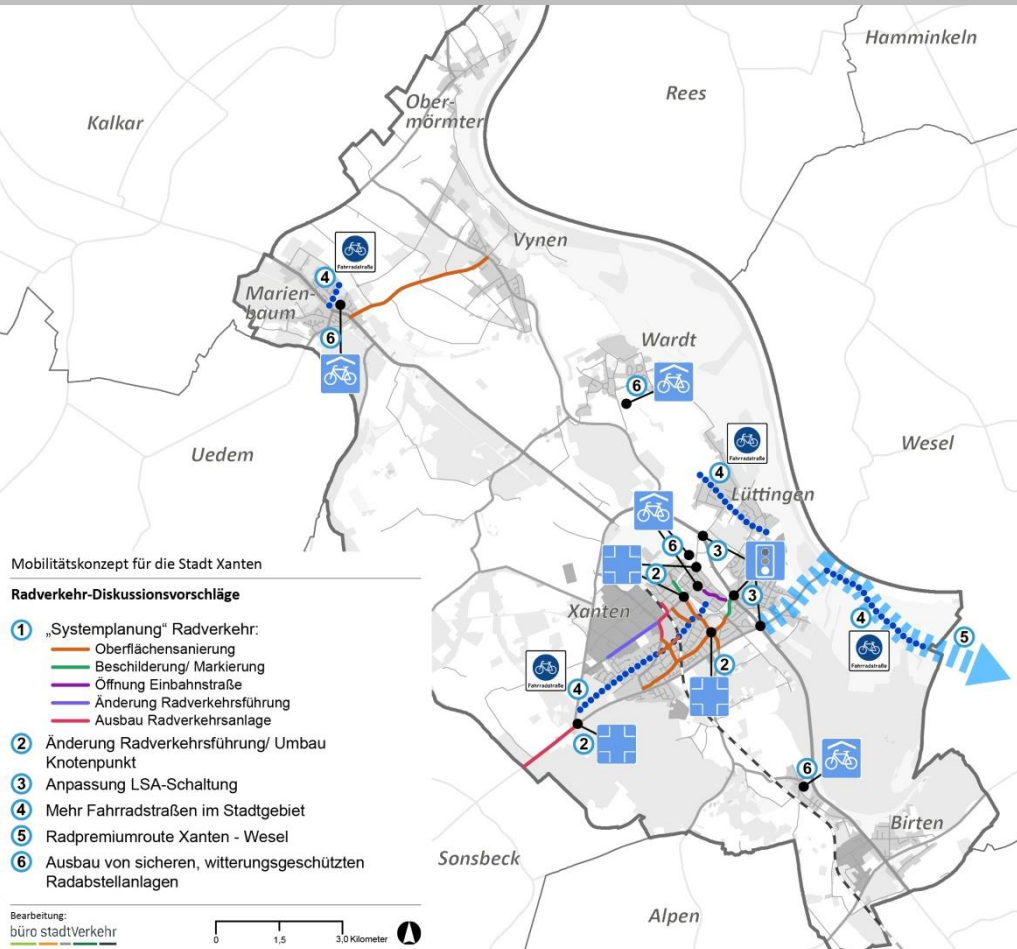 Hamminkeln
Rees
Kalkar
Ober-
mörmter
Vynen
Fahrradstraße
4
Marien-
baum
6
Wardt
6
Uedem
Wesel
Fahrradstraße
4
Lüttingen
6
3
2
3
Xanten
4
Fahrradstraße
5
Fahrradstraße
4
2
2
6
Birten
Sonsbeck
Alpen
Mobilitätskonzept für die Stadt Xanten
Radverkehr-Diskussionsvorschläge
1 „Systemplanung" Radverkehr:
Oberflächensanierung
Beschilderung/ Markierung
Öffnung Einbahnstraße
Änderung Radverkehrsführung
Ausbau Radverkehrsanlage
2 Änderung Radverkehrsführung/ Umbau
Knotenpunkt
3 Anpassung LSA-Schaltung
4 Mehr Fahrradstraßen im Stadtgebiet
5 Radpremiumroute Xanten - Wesel
6 Ausbau von sicheren, witterungsgeschützten
Radabstellanlagen
Bearbeitung:
büro stadtVerkehr
0 1,5 3,0 Kilometer